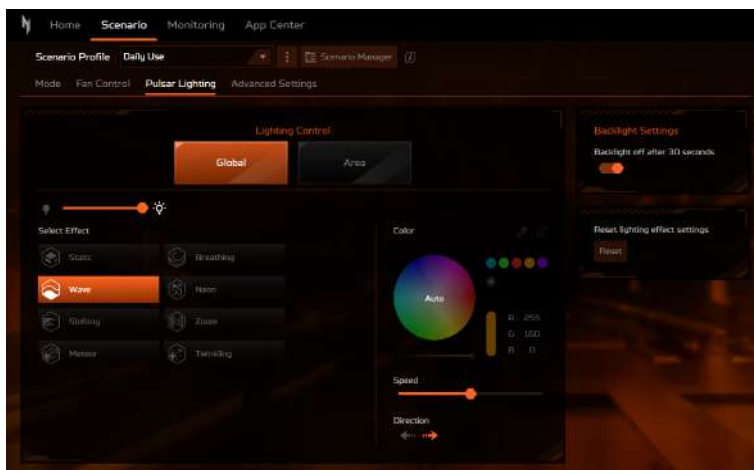 Home Scenario Monitoring App Center
Scenario Profile Daily Use Scenario Manager
Mode Fan Control Pulsar Lighting Advanced Settings
Lighting Control
Global Area
Select Effect
Static Breathing
Wave Neon
Shifting Zoom
Meteor Twinkling
Color
Auto
R 255
G 160
B 0
Speed
Direction
Backlight Settings
Backlight off after 30 seconds
Reset lighting effect settings
Reset